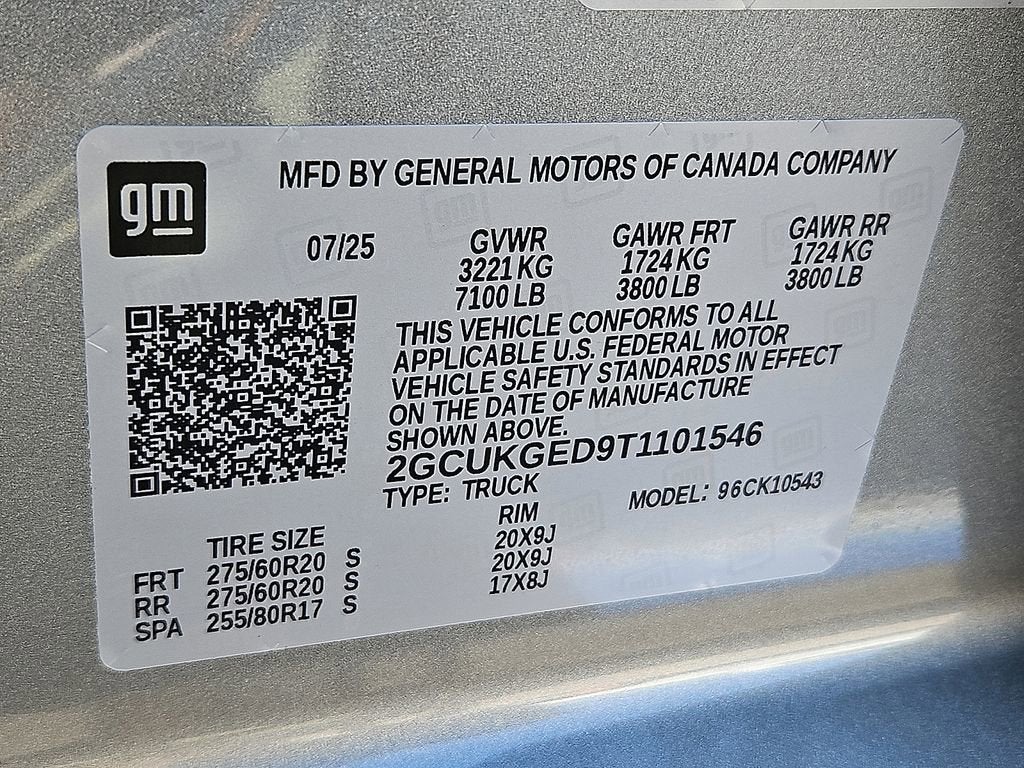 gm
MFD BY GENERAL MOTORS OF CANADA COMPANY
07/25 GVWR GAWR FRT GAWR RR
3221 KG 1724 KG 1724 KG
7100 LB 3800 LB 3800 LB
THIS VEHICLE CONFORMS TO ALL
APPLICABLE U.S. FEDERAL MOTOR
VEHICLE SAFETY STANDARDS IN EFFECT
ON THE DATE OF MANUFACTURE
SHOWN ABOVE.
2GCUKGED9T1101546
TYPE: TRUCK MODEL: 96CK10543
TIRE SIZE RIM
FRT 275/60R20 S 20X9J
RR 275/60R20 S 20X9J
SPA 255/80R17 S 17X8J